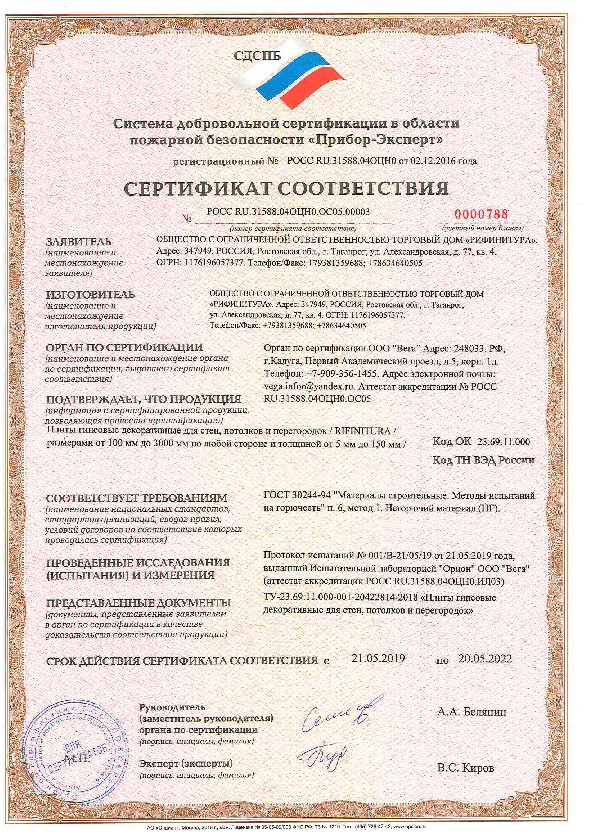 СДСПБ
Система добровольной сертификации в области
пожарной безопасности «Прибор-Эксперт»
регистрационный № РОСС RU.31588.04ОЦН0 от 02.12.2016 года
СЕРТИФИКАТ СООТВЕТСТВИЯ
№ РОСС RU.31588.04ОЦН0.ОС05.00003
0000788
(номер сертификата соответствия)
(учетный номер бланка)
ЗАЯВИТЕЛЬ
(наименование и
местонахождение
заявителя)
ОБЩЕСТВО С ОГРАНИЧЕННОЙ ОТВЕТСТВЕННОСТЬЮ ТОРГОВЫЙ ДОМ «РИФИНИТУРА».
Адрес: 347949, РОССИЯ, Ростовская обл., г. Таганрог, ул. Александровская, д. 77, кв. 4.
ОГРН: 1176196037377. Телефон/Факс: +79381359688; +78634640505
ИЗГОТОВИТЕЛЬ
(наименование и
местонахождение
изготовителя продукции)
ОБЩЕСТВО С ОГРАНИЧЕННОЙ ОТВЕТСТВЕННОСТЬЮ ТОРГОВЫЙ ДОМ
«РИФИНИТУРА». Адрес: 347949, РОССИЯ, Ростовская обл., г. Таганрог,
ул. Александровская, д. 77, кв. 4. ОГРН: 1176196037377.
Телефон/Факс: +79381359688; +78634640505
ОРГАН ПО СЕРТИФИКАЦИИ
(наименование и местонахождение органа
по сертификации, выдавшего сертификат
соответствия)
Орган по сертификации ООО "Вега" Адрес: 248033, РФ,
г.Калуга, Первый Академический проезд, д.5, корп. 1д.
Телефон: +7-909-356-1455. Адрес электронной почты:
vega.infon@yandex.ru. Аттестат аккредитации № РОСС
RU.31588.04ОЦН0.ОС05
ПОДТВЕРЖДАЕТ, ЧТО ПРОДУКЦИЯ
(информация о сертифицированной продукции,
позволяющая провести идентификацию)
Плиты гипсовые декоративные для стен, потолков и перегородок / RIFINITURA /
размерами от 100 мм до 3000 мм по любой стороне и толщиной от 5 мм до 150 мм /
Код ОК 23.69.11.000
Код ТН ВЭД России
СООТВЕТСТВУЕТ ТРЕБОВАНИЯМ
(наименование национальных стандартов,
стандартов организаций, сводов правил,
условий договоров на соответствие которых
проводилась сертификация)
ГОСТ 30244-94 "Материалы строительные. Методы испытаний
на горючесть" п. 6, метод 1. Негорючий материал (НГ).
ПРОВЕДЕННЫЕ ИССЛЕДОВАНИЯ
(ИСПЫТАНИЯ) И ИЗМЕРЕНИЯ
Протокол испытаний № 001/В-21/05/19 от 21.05.2019 года,
выданный Испытательной лабораторией "Орион" ООО "Вега"
(аттестат аккредитации РОСС RU.31588.04ОЦН0.ИЛ03)
ПРЕДСТАВЛЕННЫЕ ДОКУМЕНТЫ
(документы, представленные заявителем
в орган по сертификации в качестве
доказательств соответствия продукции)
ТУ-23.69.11.000-001-20422814-2018 «Плиты гипсовые
декоративные для стен, потолков и перегородок»
СРОК ДЕЙСТВИЯ СЕРТИФИКАТА СООТВЕТСТВИЯ с 21.05.2019 по 20.05.2022
Руководитель
(заместитель руководителя)
органа по сертификации
(подпись, инициалы, фамилия)
А.А. Белянин
Эксперт (эксперты)
(подпись, инициалы, фамилия)
В.С. Киров